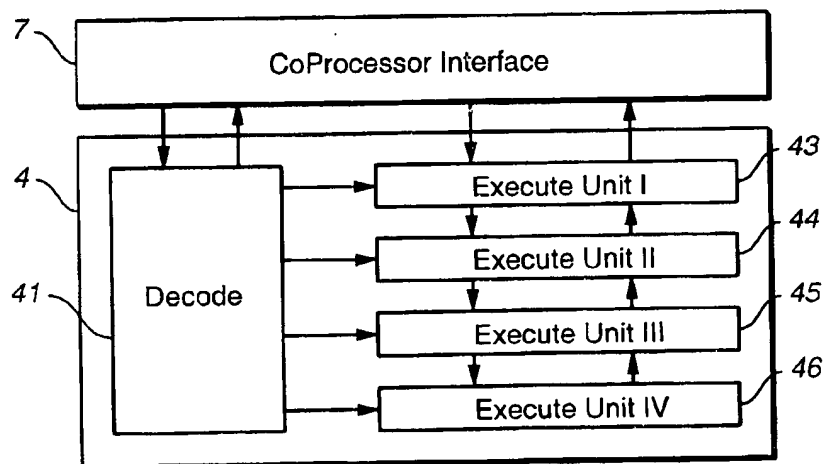 7
CoProcessor Interface
4
43
Execute Unit I
44
Execute Unit II
41
Decode
45
Execute Unit III
46
Execute Unit IV